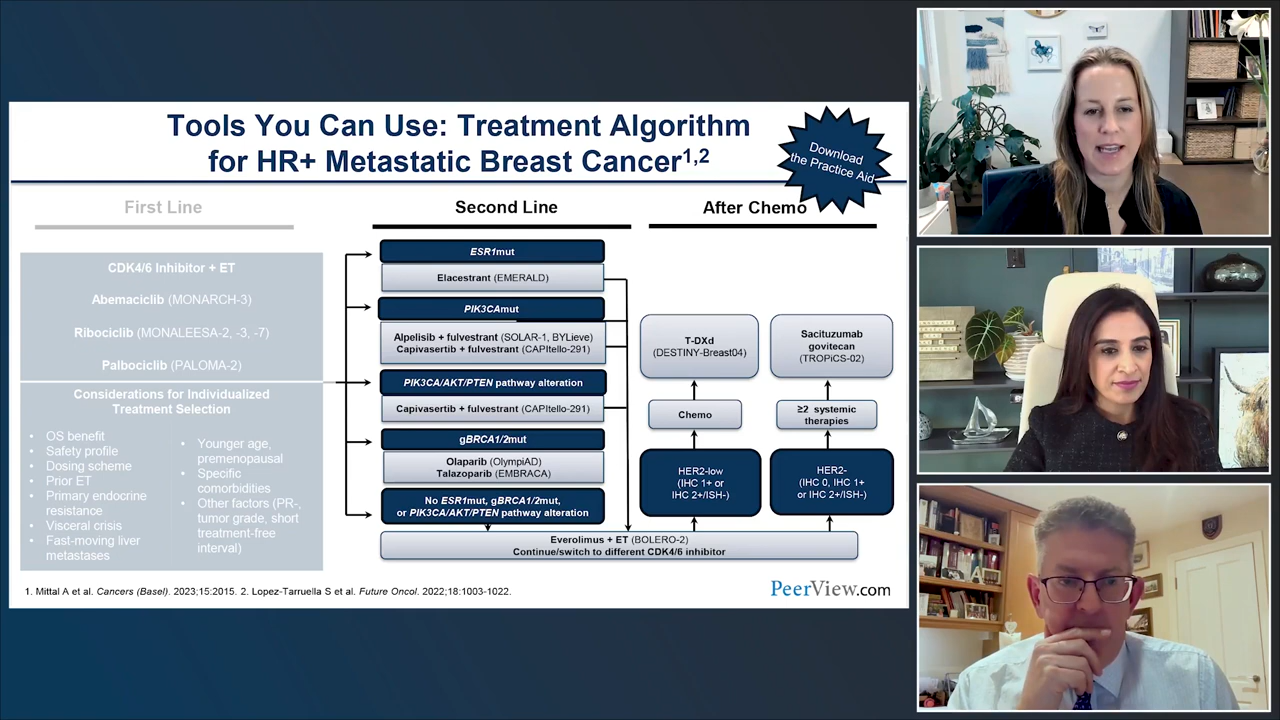 Tools You Can Use: Treatment Algorithm
for HR+ Metastatic Breast Cancer1,2
Download
the Practice Aid
First Line
CDK4/6 Inhibitor + ET
Abemaciclib (MONARCH-3)
Ribociclib (MONALEESA-2, -3, -7)
Palbociclib (PALOMA-2)
Considerations for Individualized
Treatment Selection
• OS benefit
• Safety profile
• Dosing scheme
• Prior ET
• Primary endocrine
resistance
• Visceral crisis
• Fast-moving liver
metastases
• Younger age,
premenopausal
• Specific
comorbidities
• Other factors (PR-,
tumor grade, short
treatment-free
interval)
Second Line
ESR1mut
Elacestrant (EMERALD)
PIK3CAmut
Alpelisib + fulvestrant (SOLAR-1, BYLieve)
Capivasertib + fulvestrant (CAPItello-291)
PIK3CA/AKT/PTEN pathway alteration
Capivasertib + fulvestrant (CAPItello-291)
gBRCA1/2mut
Olaparib (OlympiAD)
Talazoparib (EMBRACA)
No ESR1mut, gBRCA1/2mut,
or PIK3CA/AKT/PTEN pathway alteration
Everolimus + ET (BOLERO-2)
Continue/switch to different CDK4/6 inhibitor
After Chemo
T-DXd
(DESTINY-Breast04)
Chemo
HER2-low
(IHC 1+ or
IHC 2+/ISH-)
Sacituzumab
govitecan
(TROPiCS-02)
≥2 systemic
therapies
HER2-
(IHC 0, IHC 1+
or IHC 2+/ISH-)
1. Mittal A et al. Cancers (Basel). 2023;15:2015. 2. Lopez-Tarruella S et al. Future Oncol. 2022;18:1003-1022.
PeerView.com